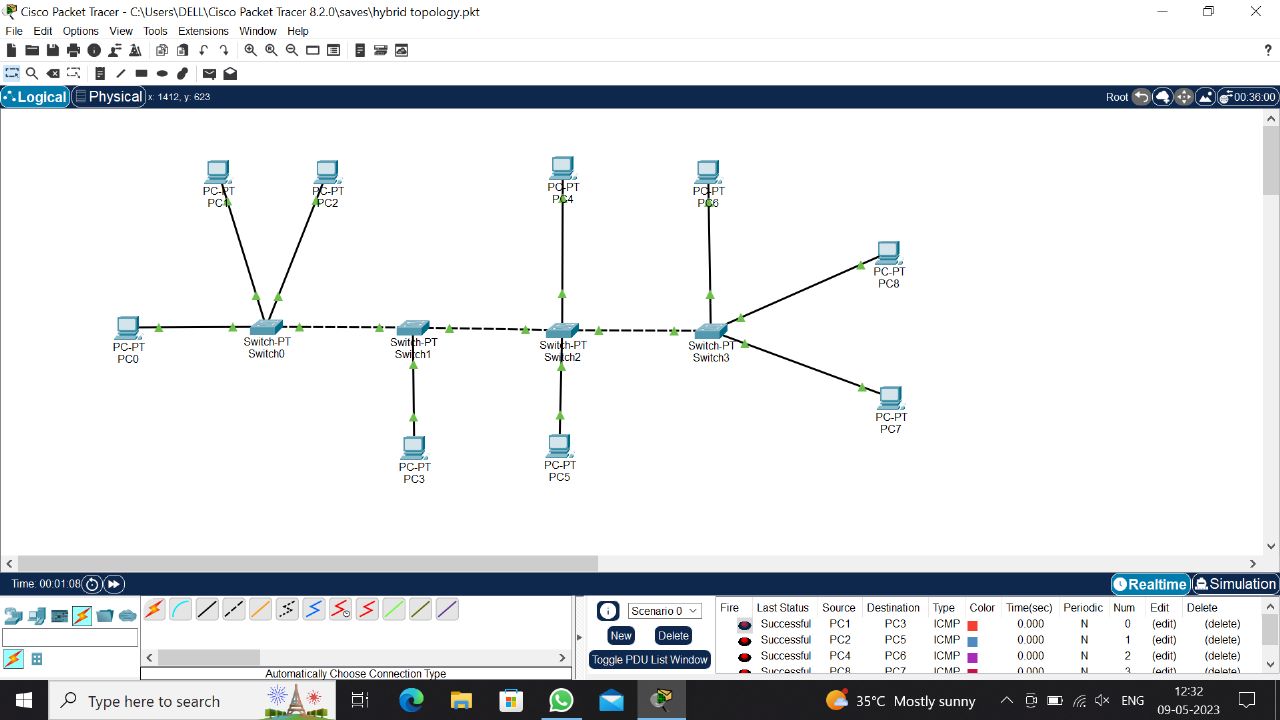 Cisco Packet Tracer - C:\Users\DELL\Cisco Packet Tracer 8.2.0\saves\hybrid topology.pkt
File Edit Options View Tools Extensions Window Help
?
Logical Physical x: 1412, y: 623 Root 00:36:00
PC-PT
PC1
PC-PT
PC2
PC-PT
PC4
PC-PT
PC6
PC-PT
PC8
PC-PT
PC0
Switch-PT
Switch0
Switch-PT
Switch1
Switch-PT
Switch2
Switch-PT
Switch3
PC-PT
PC7
PC-PT
PC3
PC-PT
PC5
Time: 00:01:08 Realtime Simulation
Scenario 0
New Delete
Toggle PDU List Window
Fire Last Status Source Destination Type Color Time(sec) Periodic Num Edit Delete
Successful PC1 PC3 ICMP 0.000 N 0 (edit) (delete)
Successful PC2 PC5 ICMP 0.000 N 1 (edit) (delete)
Successful PC4 PC6 ICMP 0.000 N 2 (edit) (delete)
Successful PC8 PC7 ICMP 0.000 N 3 (edit) (delete)
Automatically Choose Connection Type
Type here to search
35°C Mostly sunny
ENG
12:32
09-05-2023